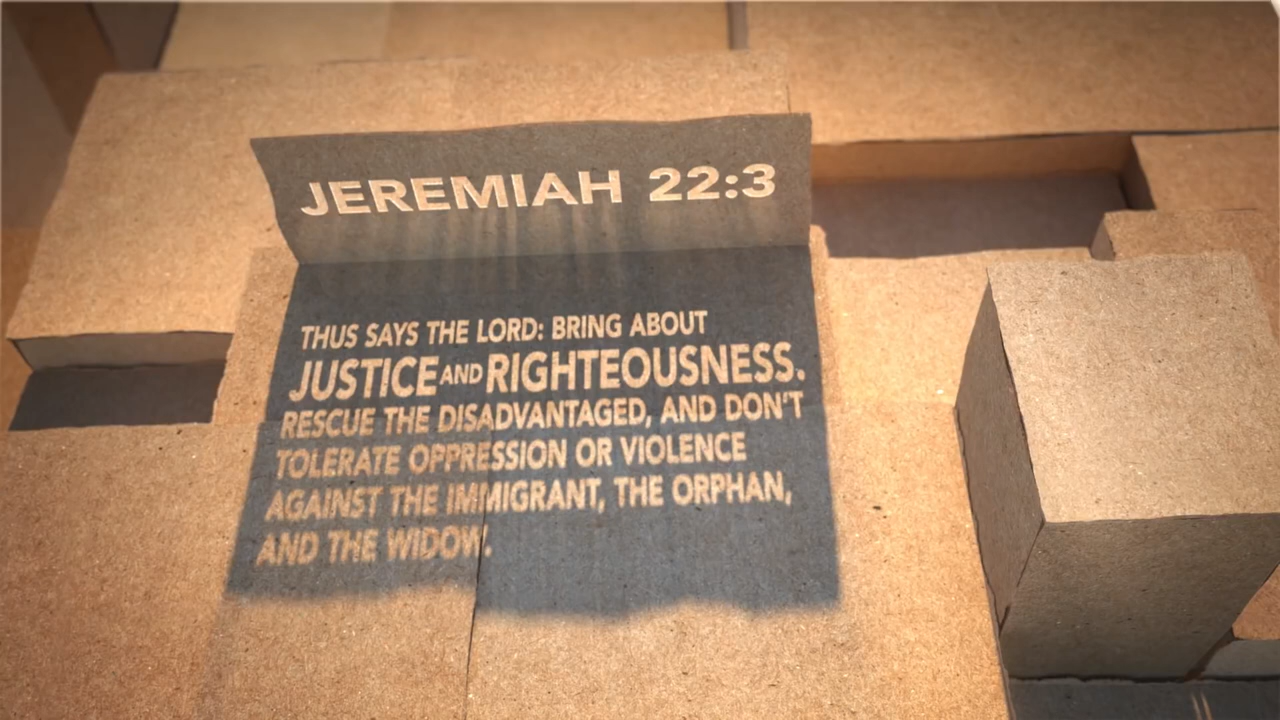 JEREMIAH 22:3
THUS SAYS THE LORD: BRING ABOUT
JUSTICE AND RIGHTEOUSNESS.
RESCUE THE DISADVANTAGED, AND DON'T
TOLERATE OPPRESSION OR VIOLENCE
AGAINST THE IMMIGRANT, THE ORPHAN,
AND THE WIDOW.